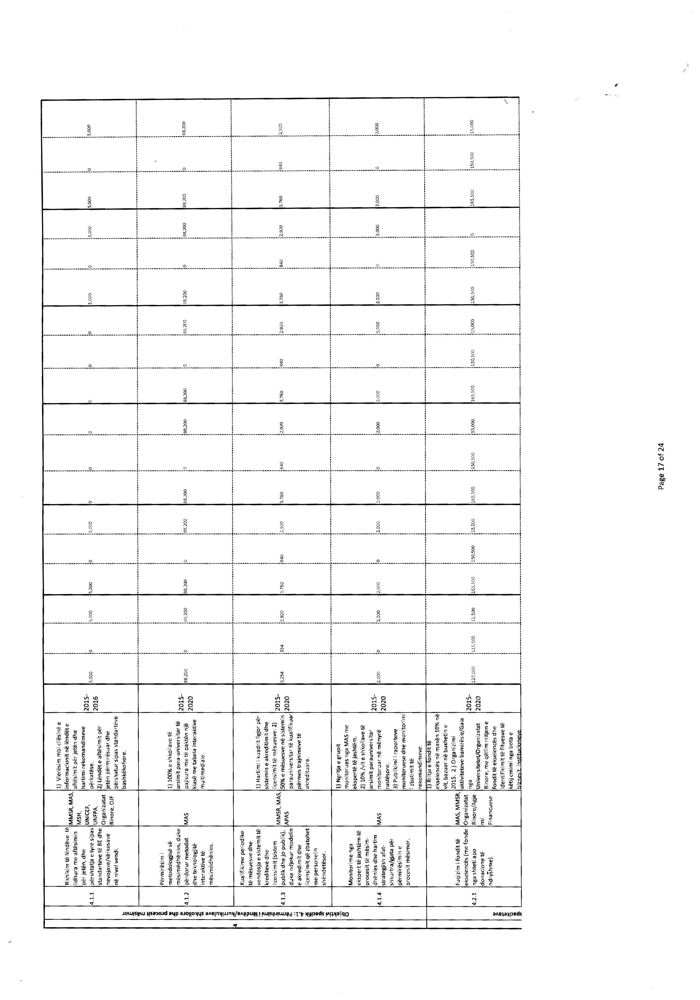 4
Objektivi specifik 4.1: Përmirësimi i lëndëve/kurrikulave shkollore dhe procesit mësimor
4.1.1
Rishikim të lëndëve të
lidhura me aftësimin
për jetën, dhe
përshtatja e tyre sipas
standarteve të BE dhe
nevojave/kërkesave
në nivel vendi.
MMSR, MAS,
MSH,
UNiCEF,
UNFPA,
Organizatat
Rinore, OJF
1) Vlerësim mbi cilësinë e
informacionit në lëndët e
aftësimit për jetën dhe
hartimi rekomandimeve
përkatëse.
2) Lëndët e aftësimit për
jetën përmirësuar dhe
përshatur sipas standarteve
bashkëkohore.
2015-
2016
5,000 0 5,000 5,000 0 5,000 0 0 0 0 0 0 5,000 0 5,000 5,000 0 5,000
4.1.2
Përmirësim i
metodologjisë së
mësimëdhënies, duke
përdorur metodat
dhe teknologjitë
interaktive të
mësimëdhënies.
MAS
1) 100% e shkollave të
arsimit para-universitar të
pajisura me të paktën një
klasë me tabela interaktive
multimediale.
2015-
2020
88,200 0 88,200 88,200 0 88,200 88,200 0 88,200 88,200 0 88,200 88,200 0 88,200 88,200 0 88,200
4.1.3
Kualifikime periodike
të mësuesve dhe
vendosja e sistemit të
krediteve dhe
licensimit (sistem
publik dhe jo-publik),
duke ndjekur modelin
e akredimit dhe
licensimit që zbatohet
me personelin
shëndetësor.
MMSR, MAS,
APAS
1) Hartimi i kuadrit ligjor për
sistemin e akreditimit dhe
licensimit të mësuesve. 2)
50% e mësuesve në sistemin
parauniversitar të kualifikuar
përmes trajnimeve të
akredituara.
2015-
2020
3,254 334 2,920 3,760 840 2,920 3,760 840 2,920 3,760 840 2,920 3,760 840 2,920 3,760 840 2,920
4.1.4
Monitorime nga
ekspert të jashtëm të
procesit të mësim-
dhënies dhe hartim
strategjish afat-
shkurtra/gjata për
përmirësimin e
procesit mësimor.
MAS
1) Ngritja e grupit
monitorues nga MAS me
ekspertë të jashtëm.
2) 10% /vit e shkollave të
arsimit parauniversitar
monitoruar në mënyrë
rastësore.
3) Publikimi i raporteve
monitoruese dhe monitorimi
i zbatimit të
rekomandimeve.
2015-
2020
2,000 0 2,000 2,000 0 2,000 2,000 0 2,000 3,000 0 3,000 3,000 0 3,000 3,000 0 3,000
apaciteteve
4.2.1
Fuqizim i fondit të
ekselencës (me fonde
nga shteti apo
donacione të
ndryshme).
MAS, MMSR,
Organizatat
Rinore/Agje
nsi
Financuese
1) Rritja e fondit të
ekselencës në masën 10% në
vit, bazuar në buxhetin e
2015. 2 ) Organizimi
aktiviteteve bamirësie/Gala
nga
Universitetet/Organizatat
Rinore, me qëllim rritjen e
fondit të ekselencës dhe
identifikimit të fituesve të
këtij cmimi nga bota e
biznesit, institucioneve
2015-
2020
127,000 115,500 11,500 165,500 150,500 15,000 165,500 150,500 15,000 165,500 150,500 15,000 150,500 150,500 0 165,500 150,500 15,000
Page 17 of 24